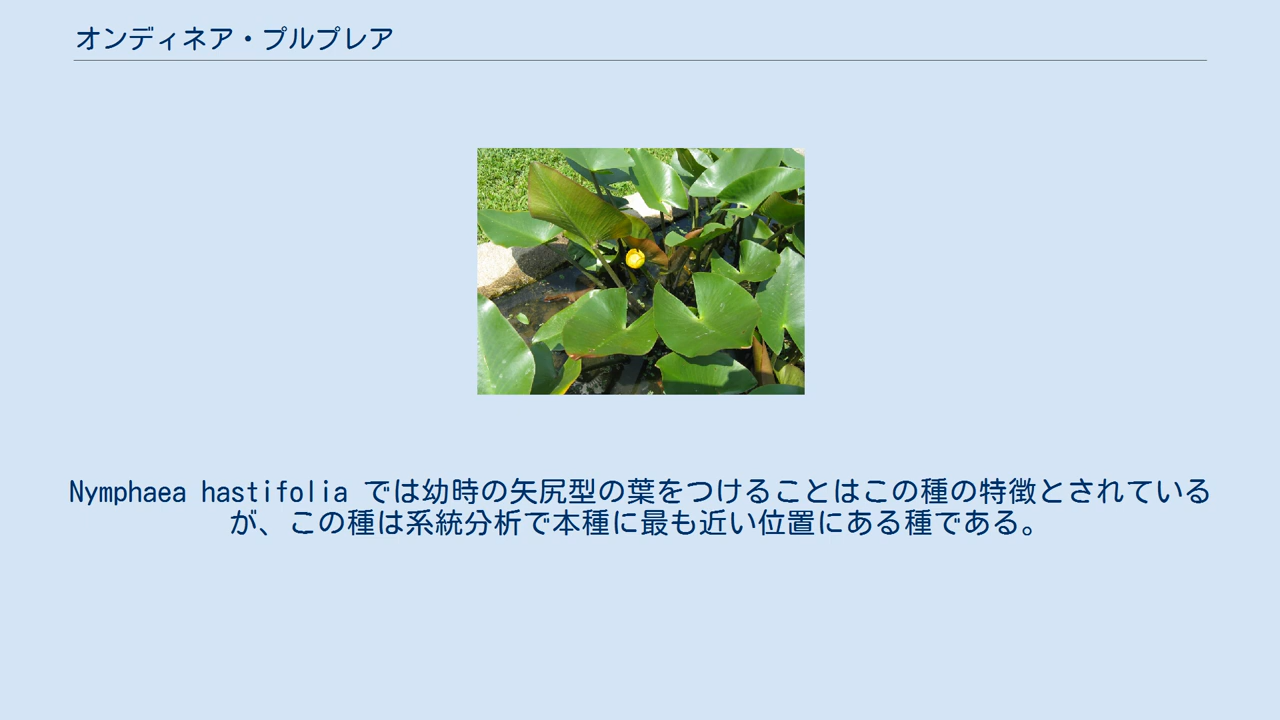 オンディネア・プルプレア
Nymphaea hastifolia では幼時の矢尻型の葉をつけることはこの種の特徴とされている
が、この種は系統分析で本種に最も近い位置にある種である。